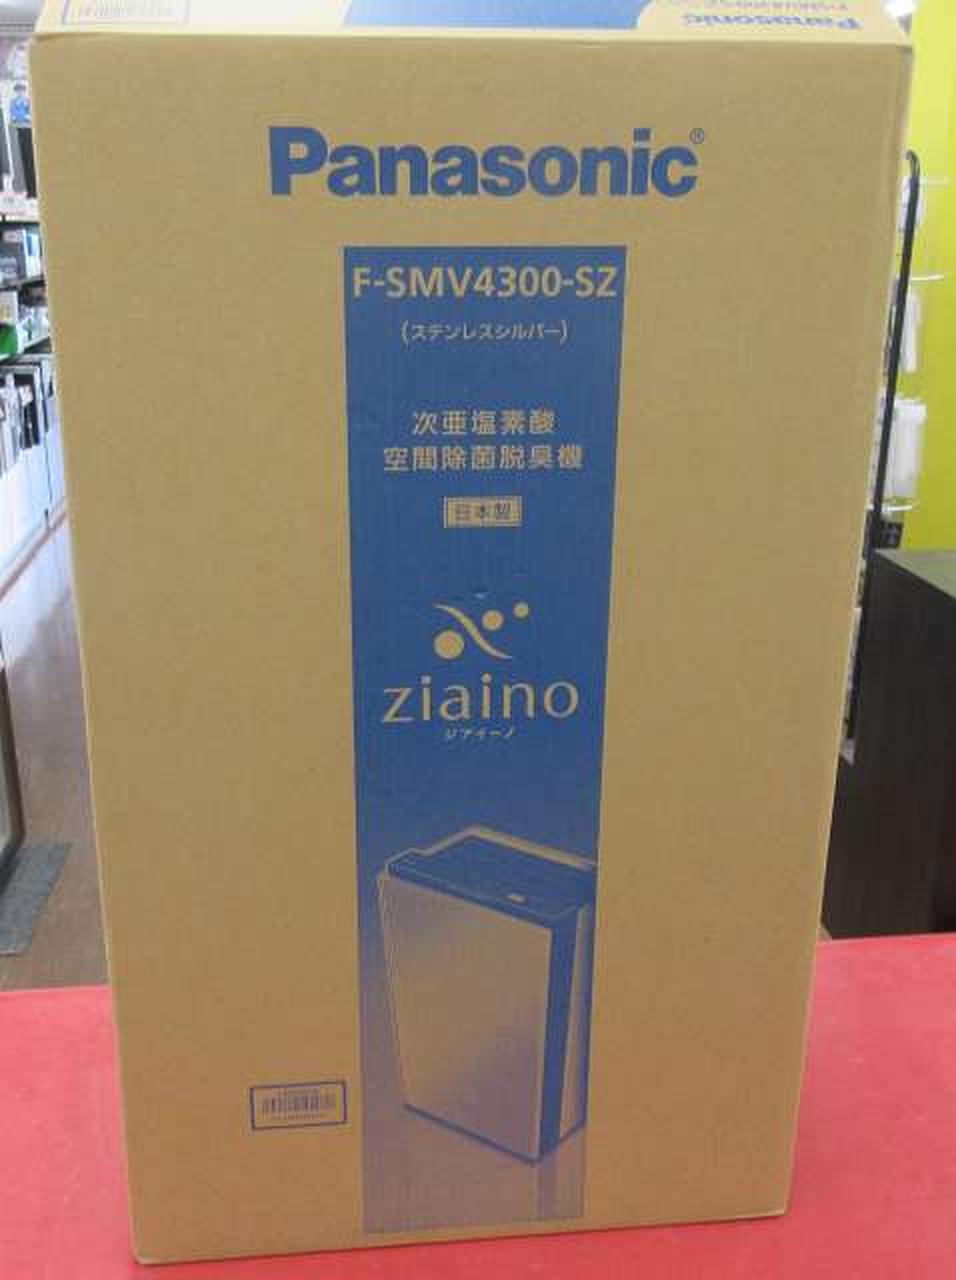 Panasonic
Panasonic®
F-SMV4300-SZ
(ステンレスシルバー)
次亜塩素酸
空間除菌脱臭機
日本製
ziaino
ジアイーノ